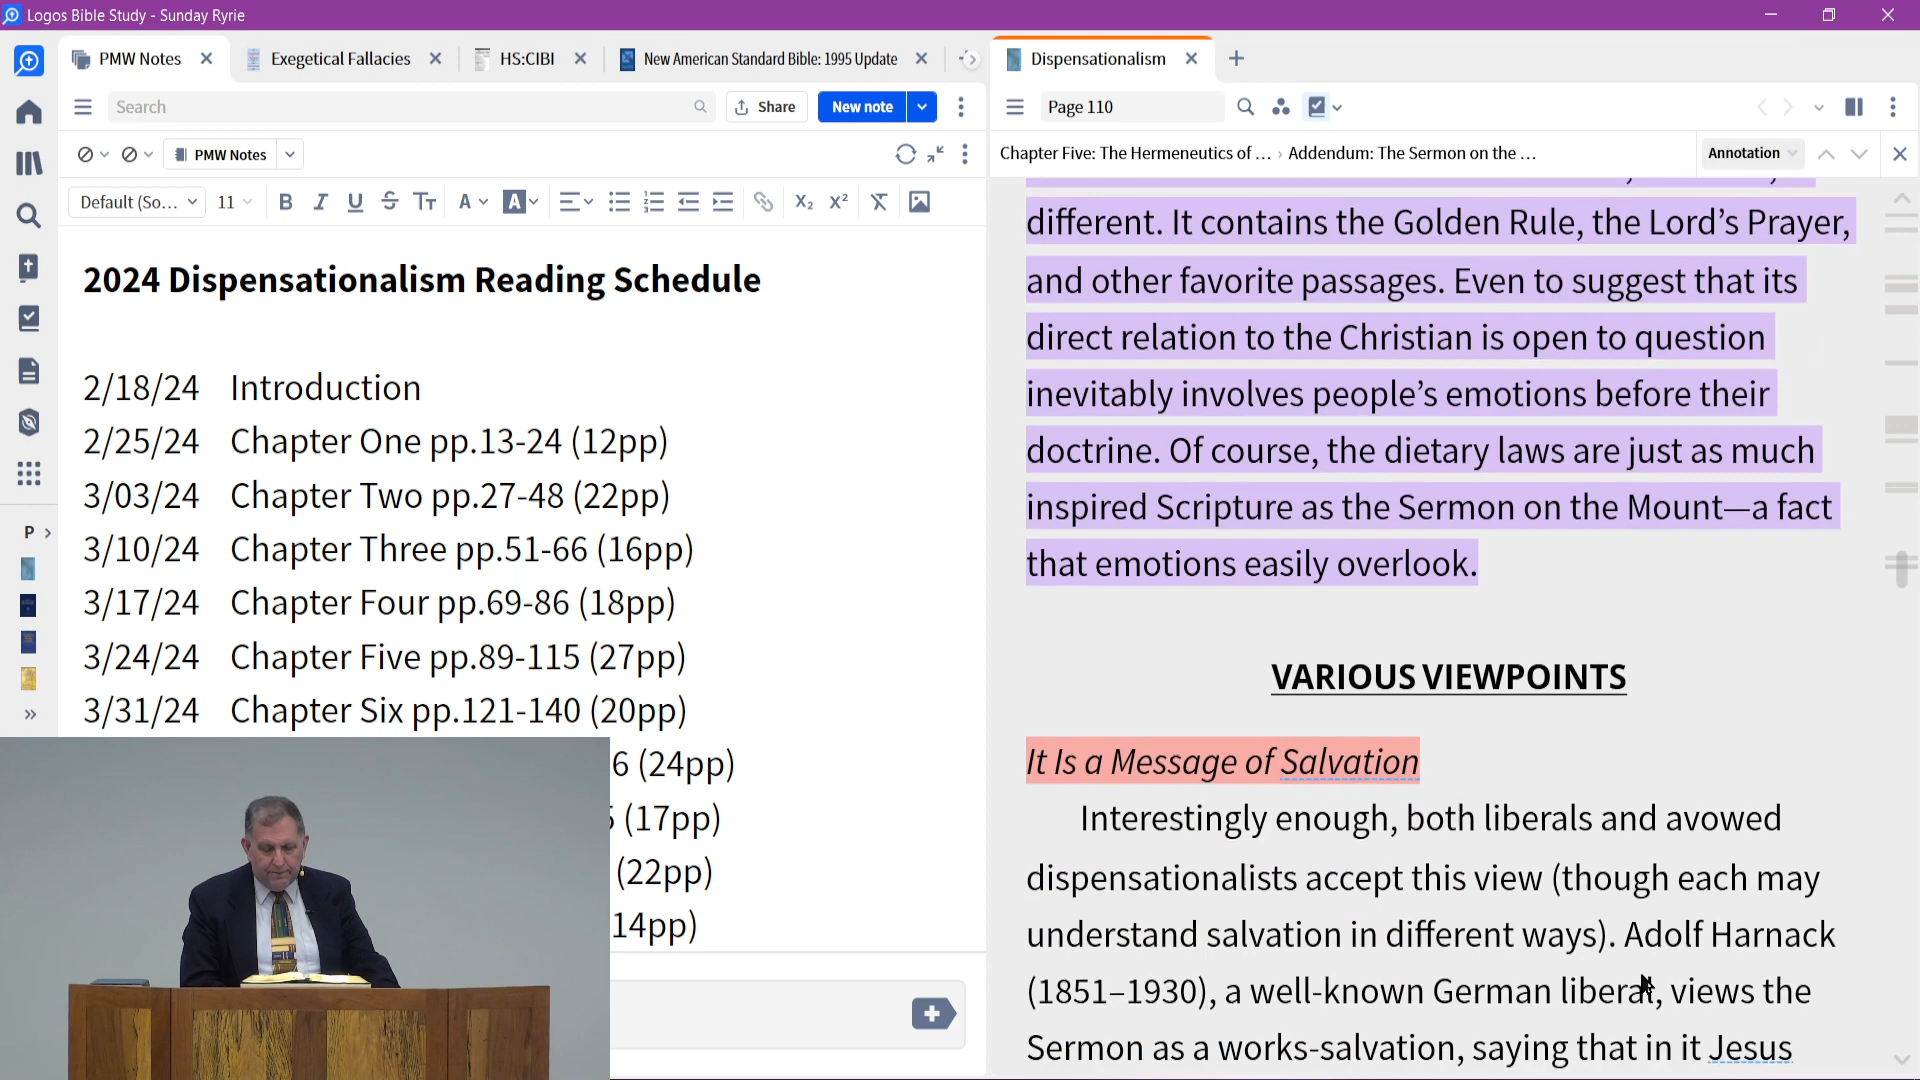 Logos Bible Study - Sunday Ryrie
PMW Notes
Exegetical Fallacies
HS:CIBI
New American Standard Bible: 1995 Update
Search
Share
New note
PMW Notes
Default (So…
11
B I U S Tт A A X₂ X²
P
2024 Dispensationalism Reading Schedule
2/18/24 Introduction
2/25/24 Chapter One pp.13-24 (12pp)
3/03/24 Chapter Two pp.27-48 (22pp)
3/10/24 Chapter Three pp.51-66 (16pp)
3/17/24 Chapter Four pp.69-86 (18pp)
3/24/24 Chapter Five pp.89-115 (27pp)
3/31/24 Chapter Six pp.121-140 (20pp)
6 (24pp)
(17pp)
(22pp)
14pp)
Dispensationalism
Page 110
Chapter Five: The Hermeneutics of … › Addendum: The Sermon on the …
Annotation
different. It contains the Golden Rule, the Lord’s Prayer,
and other favorite passages. Even to suggest that its
direct relation to the Christian is open to question
inevitably involves people’s emotions before their
doctrine. Of course, the dietary laws are just as much
inspired Scripture as the Sermon on the Mount—a fact
that emotions easily overlook.
VARIOUS VIEWPOINTS
It Is a Message of Salvation
Interestingly enough, both liberals and avowed
dispensationalists accept this view (though each may
understand salvation in different ways). Adolf Harnack
(1851–1930), a well-known German liberal, views the
Sermon as a works-salvation, saying that in it Jesus